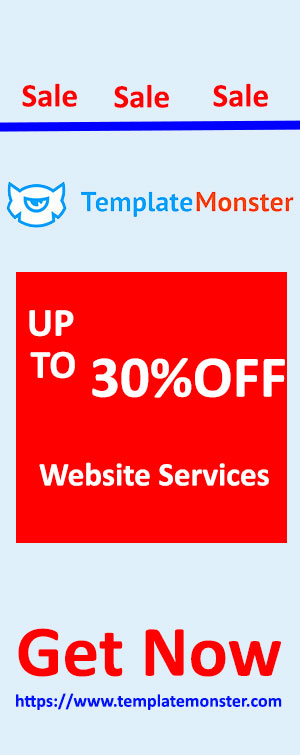 Sale Sale Sale
TemplateMonster
UP
TO 30%OFF
Website Services
Get Now
https://www.templatemonster.com